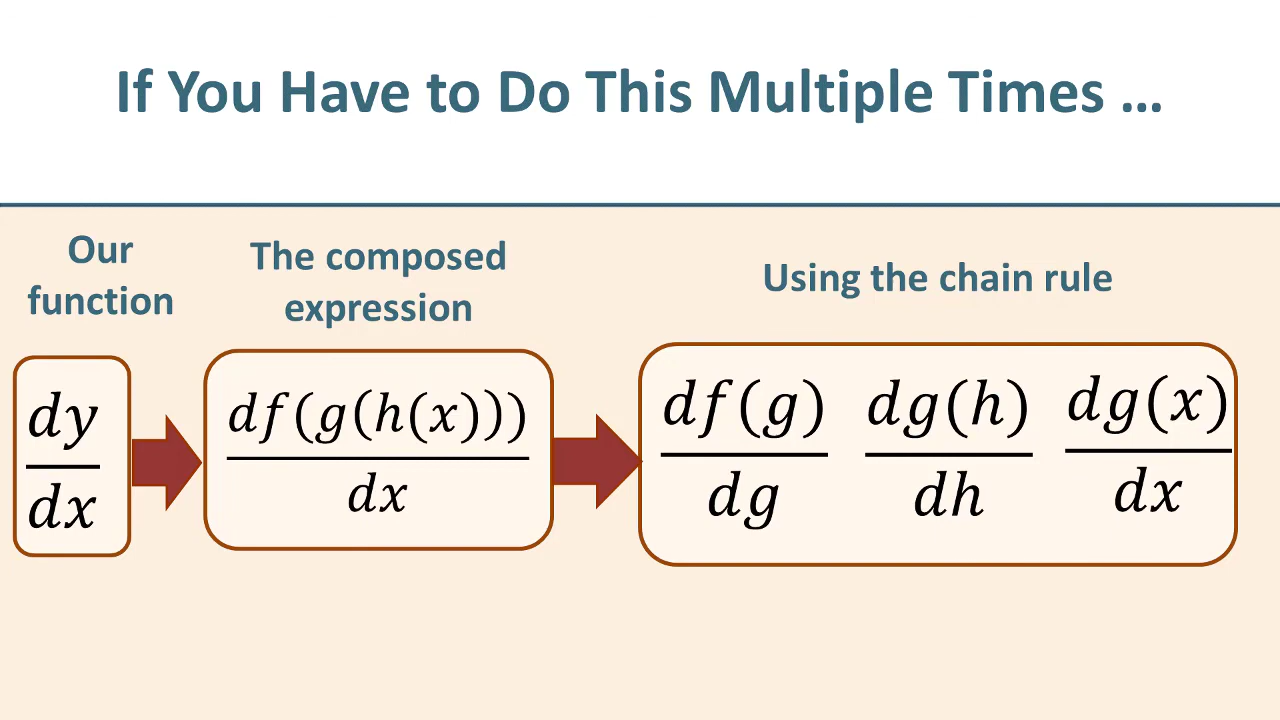 If You Have to Do This Multiple Times …
Our
function
The composed
expression
Using the chain rule
dy
dx
df(g(h(x)))
dx
df(g)
dg
dg(h)
dh
dg(x)
dx